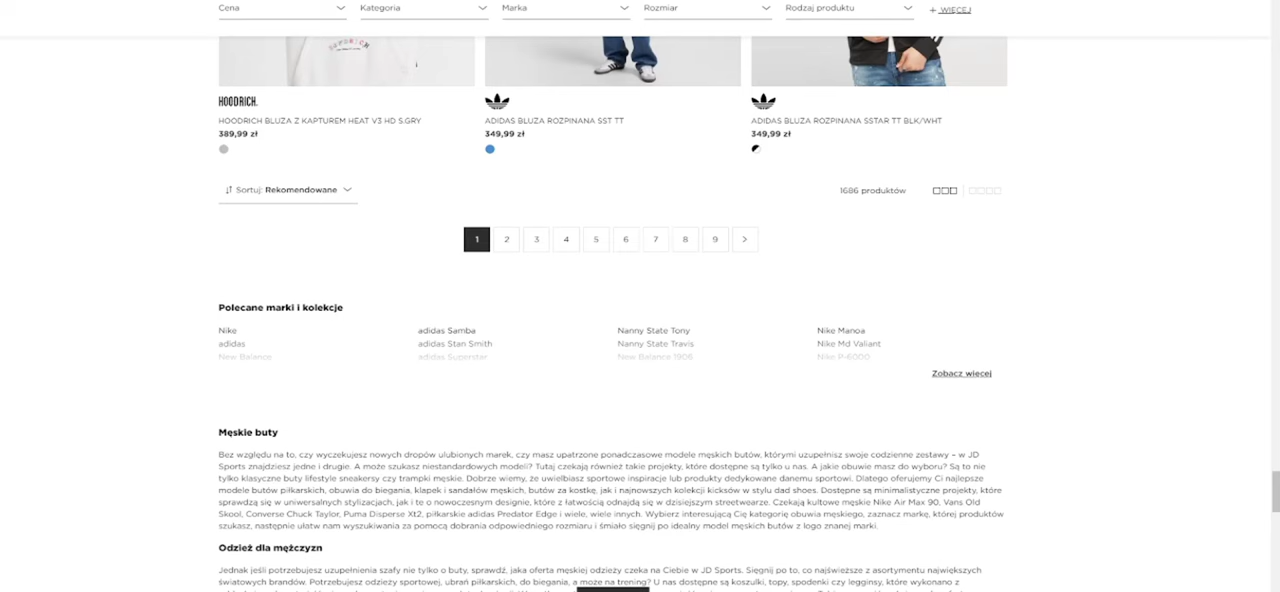 Cena
Kategoria
Marka
Rozmiar
Rodzaj produktu
+ WIĘCEJ
HOODRICH.
HOODRICH BLUZA Z KAPTUREM HEAT V3 HD S.GRY
389,99 zł
ADIDAS BLUZA ROZPINANA SST TT
349,99 zł
ADIDAS BLUZA ROZPINANA SSTAR TT BLK/WHT
349,99 zł
Sortuj: Rekomendowane
1686 produktów
1 2 3 4 5 6 7 8 9
Polecane marki i kolekcje
Nike
adidas
New Balance
adidas Samba
adidas Stan Smith
adidas Superstar
Nanny State Tony
Nanny State Travis
New Balance 1906
Nike Manoa
Nike Md Valiant
Nike P-6000
Zobacz więcej
Męskie buty
Bez względu na to, czy wyczekujesz nowych dropów ulubionych marek, czy masz upatrzone ponadczasowe modele męskich butów, którymi uzupełnisz swoje codzienne zestawy – w JD
Sports znajdziesz jedne i drugie. A może szukasz niestandardowych modeli? Tutaj czekają również takie projekty, które dostępne są tylko u nas. A jakie obuwie masz do wyboru? Są to nie
tylko klasyczne buty lifestyle sneakersy czy trampki męskie. Dobrze wiemy, że uwielbiasz sportowe inspiracje lub produkty dedykowane danemu sportowi. Dlatego oferujemy Ci najlepsze
modele butów piłkarskich, obuwia do biegania, klapek i sandałów męskich, butów za kostkę, jak i najnowszych kolekcji kicksów w stylu dad shoes. Dostępne są minimalistyczne projekty, które
sprawdzą się w uniwersalnych stylizacjach, jak i te o nowoczesnym designie, które z łatwością odnajdą się w dzisiejszym streetwearze. Czekają kultowe męskie Nike Air Max 90, Vans Old
Skool, Converse Chuck Taylor, Puma Disperse Xt2, piłkarskie adidas Predator Edge i wiele, wiele innych. Wybierz interesującą Cię kategorię obuwia męskiego, zaznacz markę, której produktów
szukasz, następnie ułatw nam wyszukiwania za pomocą dobrania odpowiedniego rozmiaru i śmiało sięgnij po idealny model męskich butów z logo znanej marki.
Odzież dla mężczyzn
Jednak jeśli potrzebujesz uzupełnienia szafy nie tylko o buty, sprawdź, jaka oferta męskiej odzieży czeka na Ciebie w JD Sports. Sięgnij po to, co najświeższe z asortymentu największych
światowych brandów. Potrzebujesz odzieży sportowej, ubrań piłkarskich, do biegania, a może na trening? U nas dostępne są koszulki, topy, spodenki czy legginsy, które wykonano z